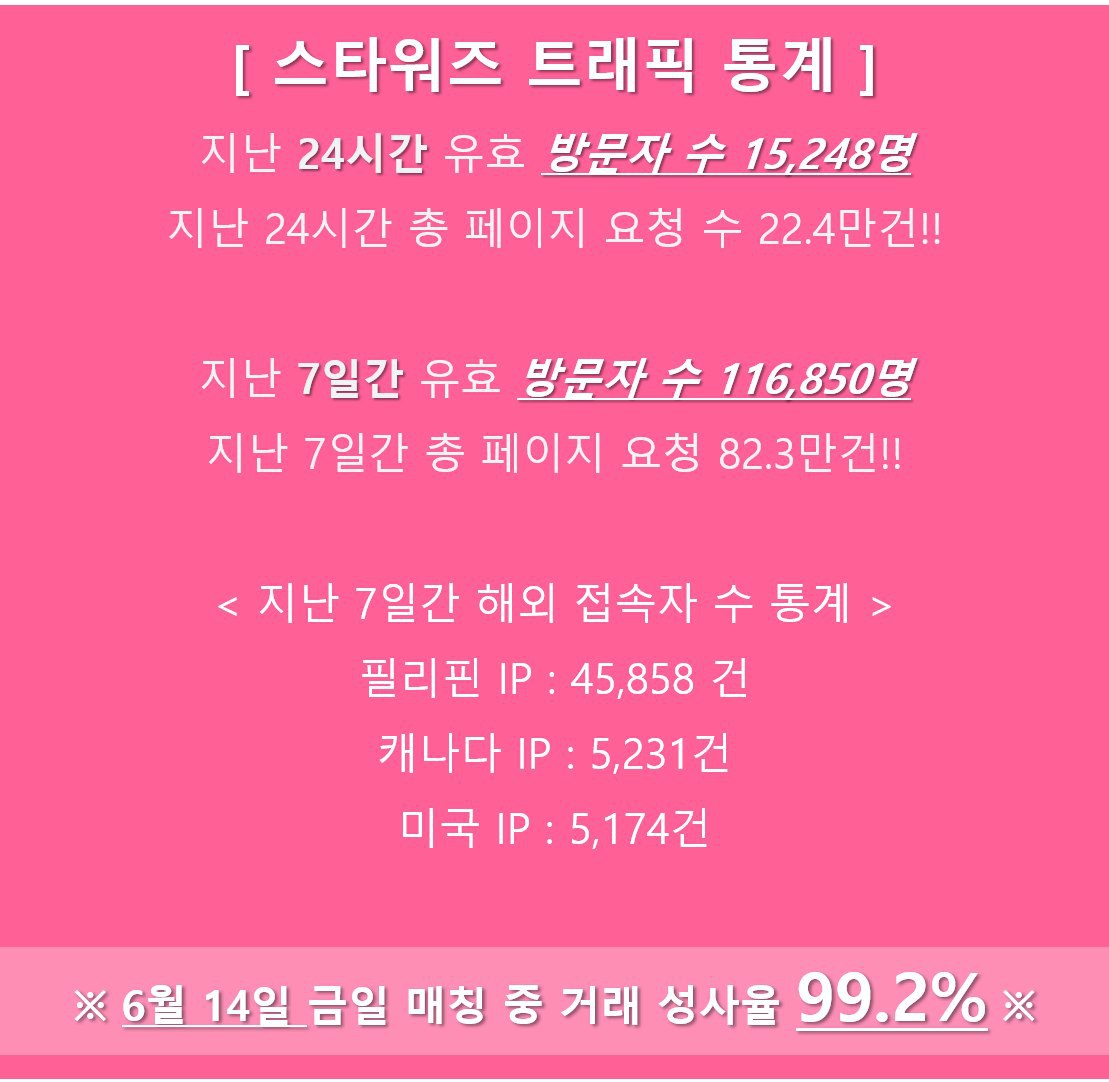 [ 스타워즈 트래픽 통계 ]
지난 24시간 유효 방문자 수 15,248명
지난 24시간 총 페이지 요청 수 22.4만건!!
지난 7일간 유효 방문자 수 116,850명
지난 7일간 총 페이지 요청 82.3만건!!
< 지난 7일간 해외 접속자 수 통계 >
필리핀 IP : 45,858 건
캐나다 IP : 5,231건
미국 IP : 5,174건
※ 6월 14일 금일 매칭 중 거래 성사율 99.2% ※